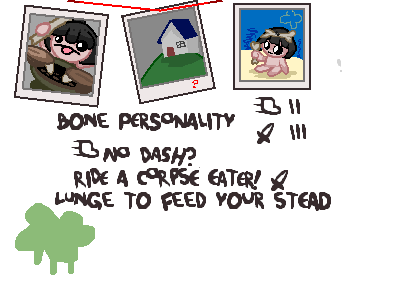 ?
II
III
BONE PERSONALITY
NO DASH?
RIDE A CORPSE EATER!
LUNGE TO FEED YOUR STEAD
!